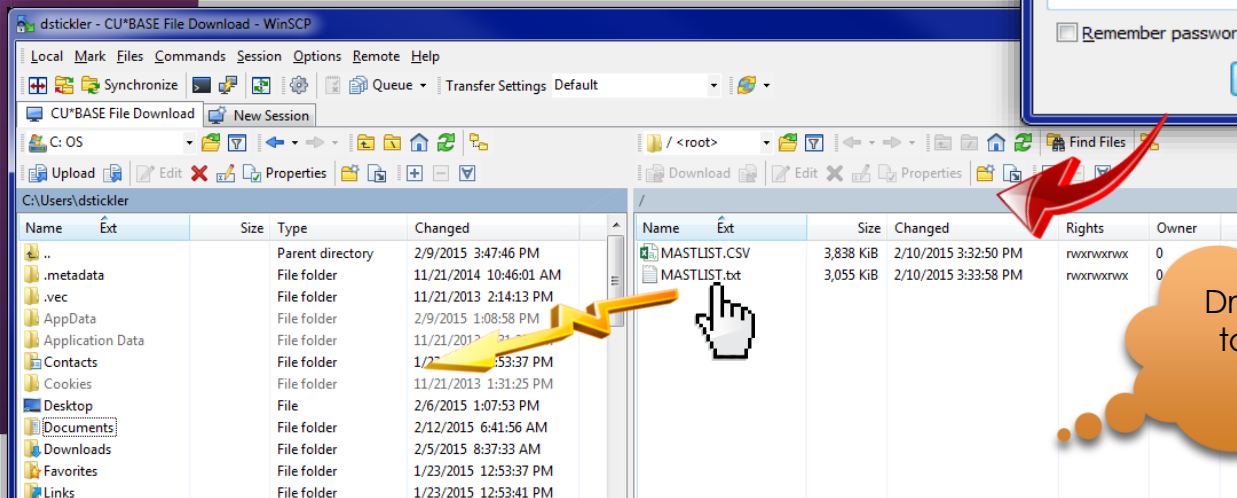 dstickler - CU*BASE File Download - WinSCP
Remember passwor
Local Mark Files Commands Session Options Remote Help
Synchronize Queue Transfer Settings Default
CU*BASE File Download New Session
C: OS / <root> Find Files
Upload Edit Properties Download Edit Properties
C:\Users\dstickler /
Name Ext Size Type Changed Name Ext Size Changed Rights Owner
.. Parent directory 2/9/2015 3:47:46 PM MASTLIST.CSV 3,838 KiB 2/10/2015 3:32:50 PM rwxrwxrwx 0
.metadata File folder 11/21/2014 10:46:01 AM MASTLIST.txt 3,055 KiB 2/10/2015 3:33:58 PM rwxrwxrwx 0
.vec File folder 11/21/2013 2:14:13 PM
AppData File folder 2/9/2015 1:08:58 PM
Application Data File folder 11/21/201
Contacts File folder 1/2 :53:37 PM
Cookies File folder 11/21/2013 1:31:25 PM
Desktop File 2/6/2015 1:07:53 PM
Documents File folder 2/12/2015 6:41:56 AM
Downloads File folder 2/5/2015 8:37:33 AM
Favorites File folder 1/23/2015 12:53:37 PM
Links File folder 1/23/2015 12:53:41 PM
Dr
to